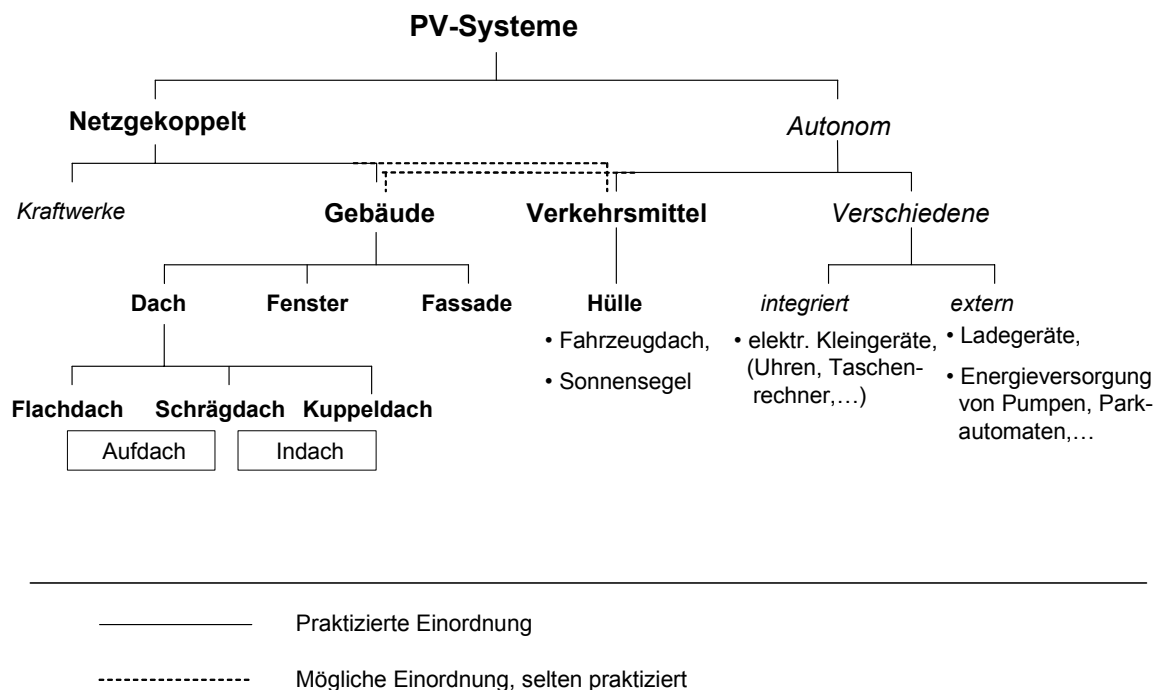 PV-Systeme
Netzgekoppelt
Autonom
Kraftwerke
Gebäude
Verkehrsmittel
Verschiedene
Dach
Fenster
Fassade
Hülle
integriert
extern
• Fahrzeugdach,
• Sonnensegel
• elektr. Kleingeräte,
(Uhren, Taschen-
rechner,…)
• Ladegeräte,
• Energieversorgung
von Pumpen, Park-
automaten,…
Flachdach
Schrägdach
Kuppeldach
Aufdach
Indach
Praktizierte Einordnung
Mögliche Einordnung, selten praktiziert